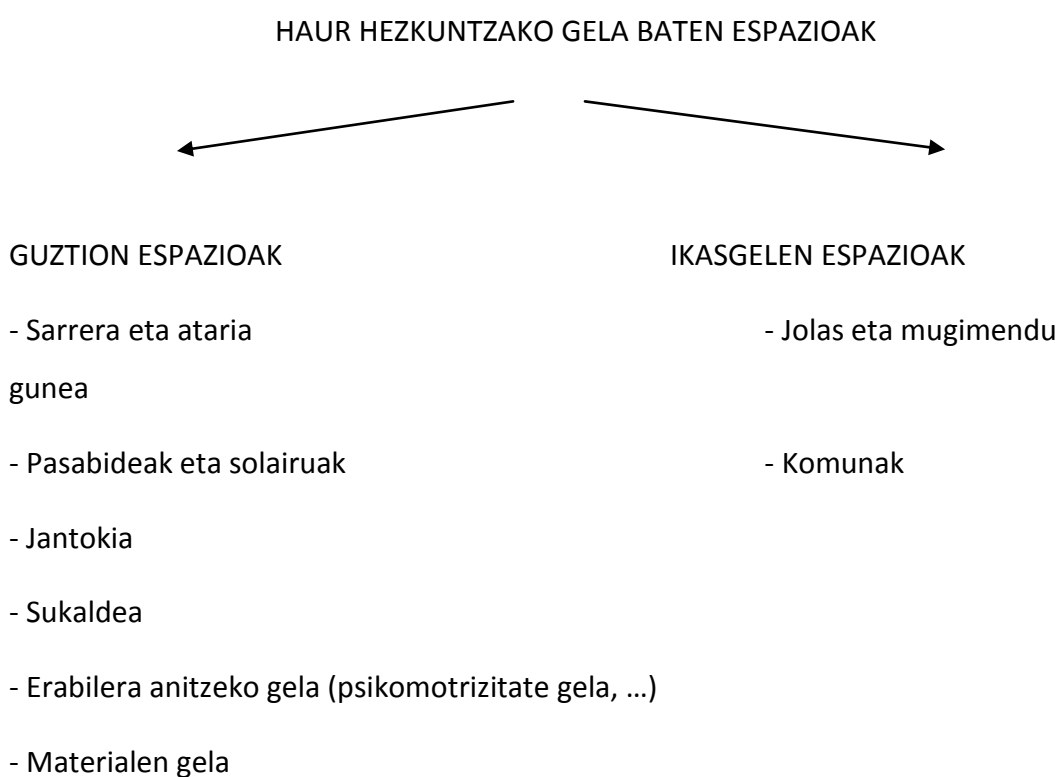 HAUR HEZKUNTZAKO GELA BATEN ESPAZIOAK
GUZTION ESPAZIOAK IKASGELEN ESPAZIOAK
- Sarrera eta ataria - Jolas eta mugimendu
gunea
- Pasabideak eta solairuak - Komunak
- Jantokia
- Sukaldea
- Erabilera anitzeko gela (psikomotrizitate gela, …)
- Materialen gela